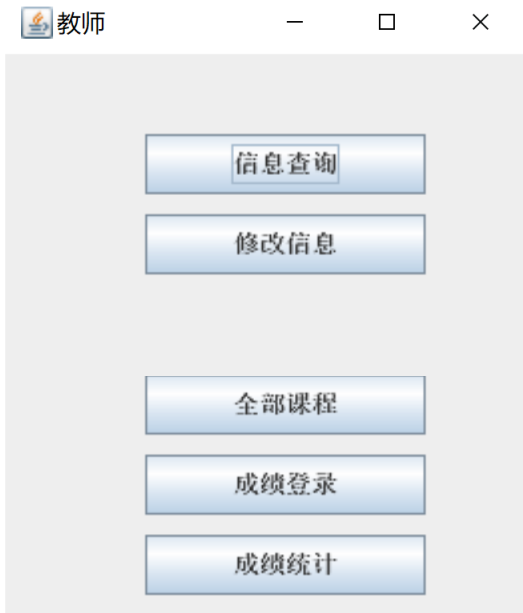 教师
信息查询
修改信息
全部课程
成绩登录
成绩统计